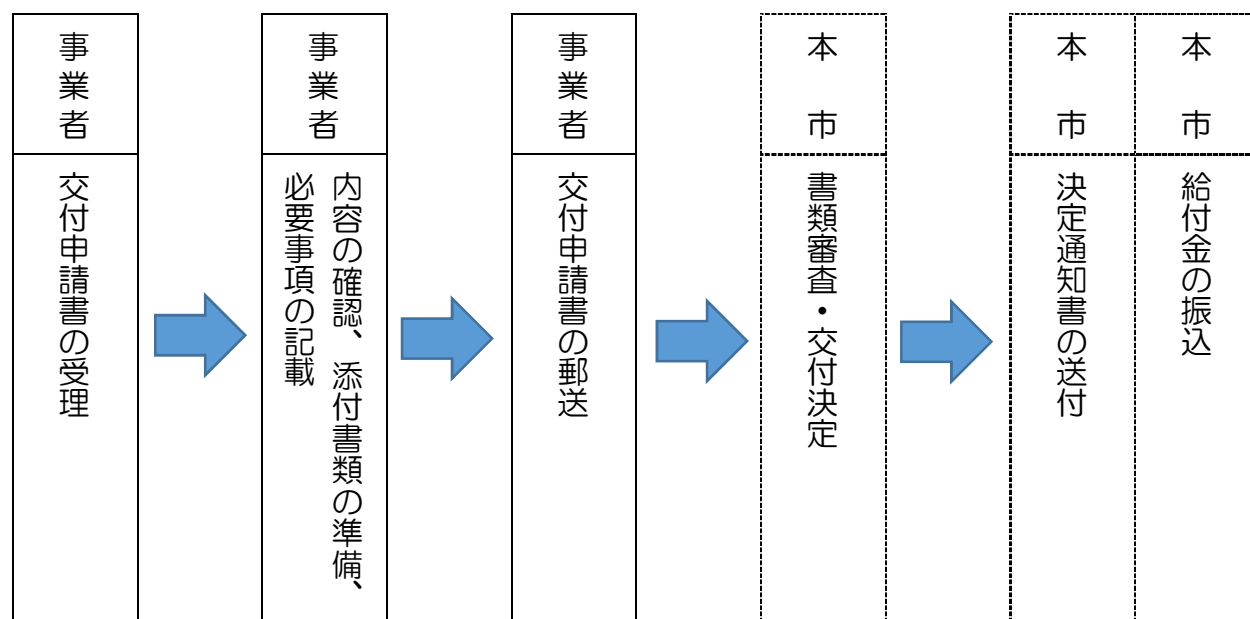 事業者
交付申請書の受理
事業者
内容の確認、添付書類の準備、
必要事項の記載
事業者
交付申請書の郵送
本市
書類審査・交付決定
本市
決定通知書の送付
本市
給付金の振込